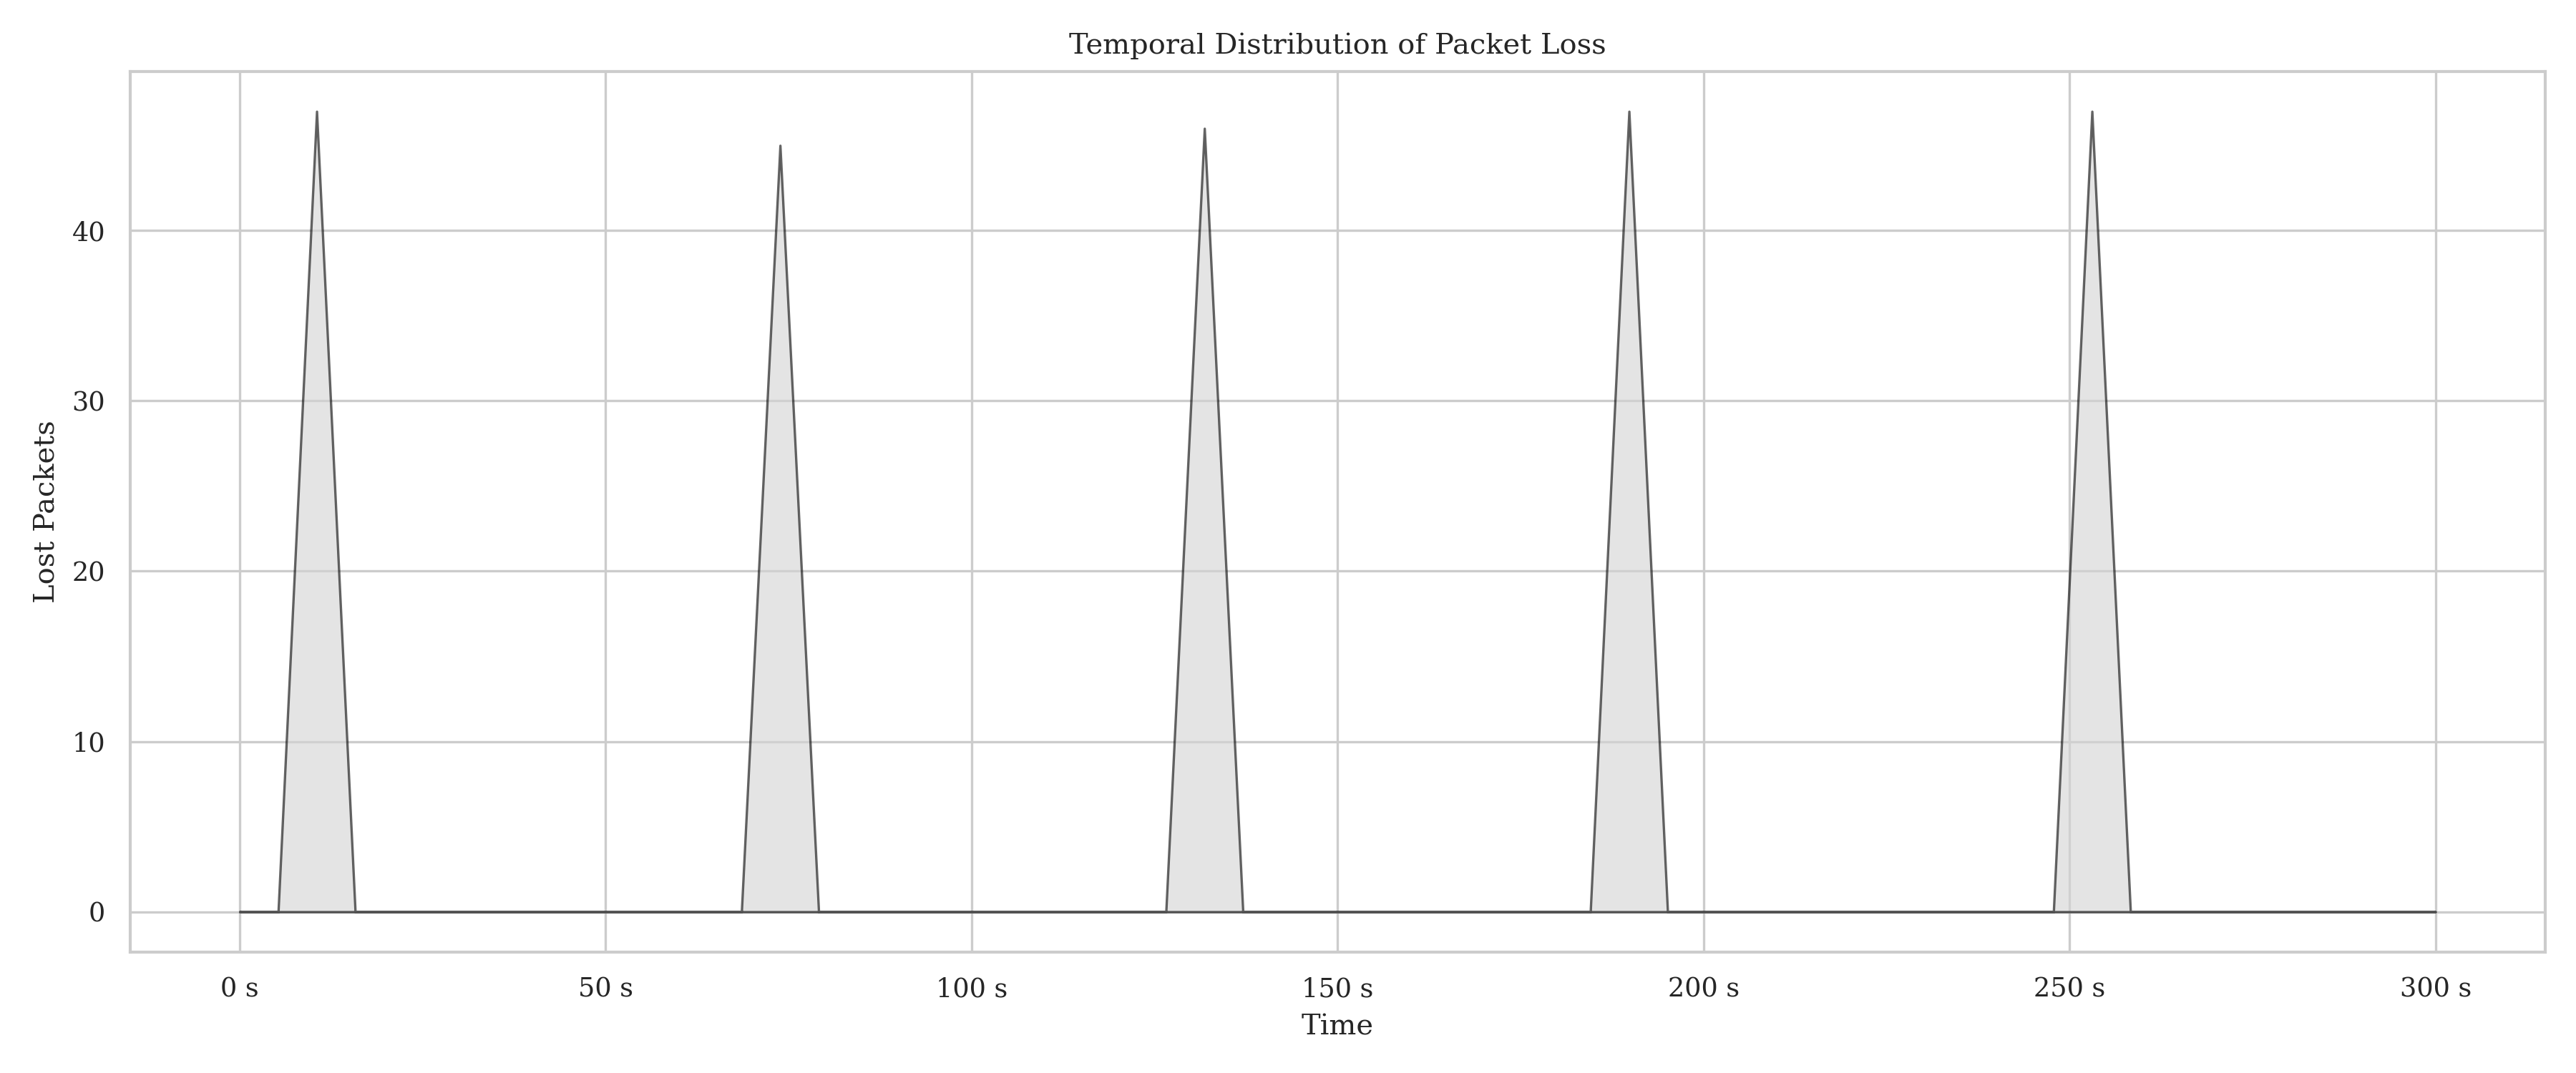 Temporal Distribution of Packet Loss
Lost Packets
40
30
20
10
0
0 s 50 s 100 s 150 s 200 s 250 s 300 s
Time